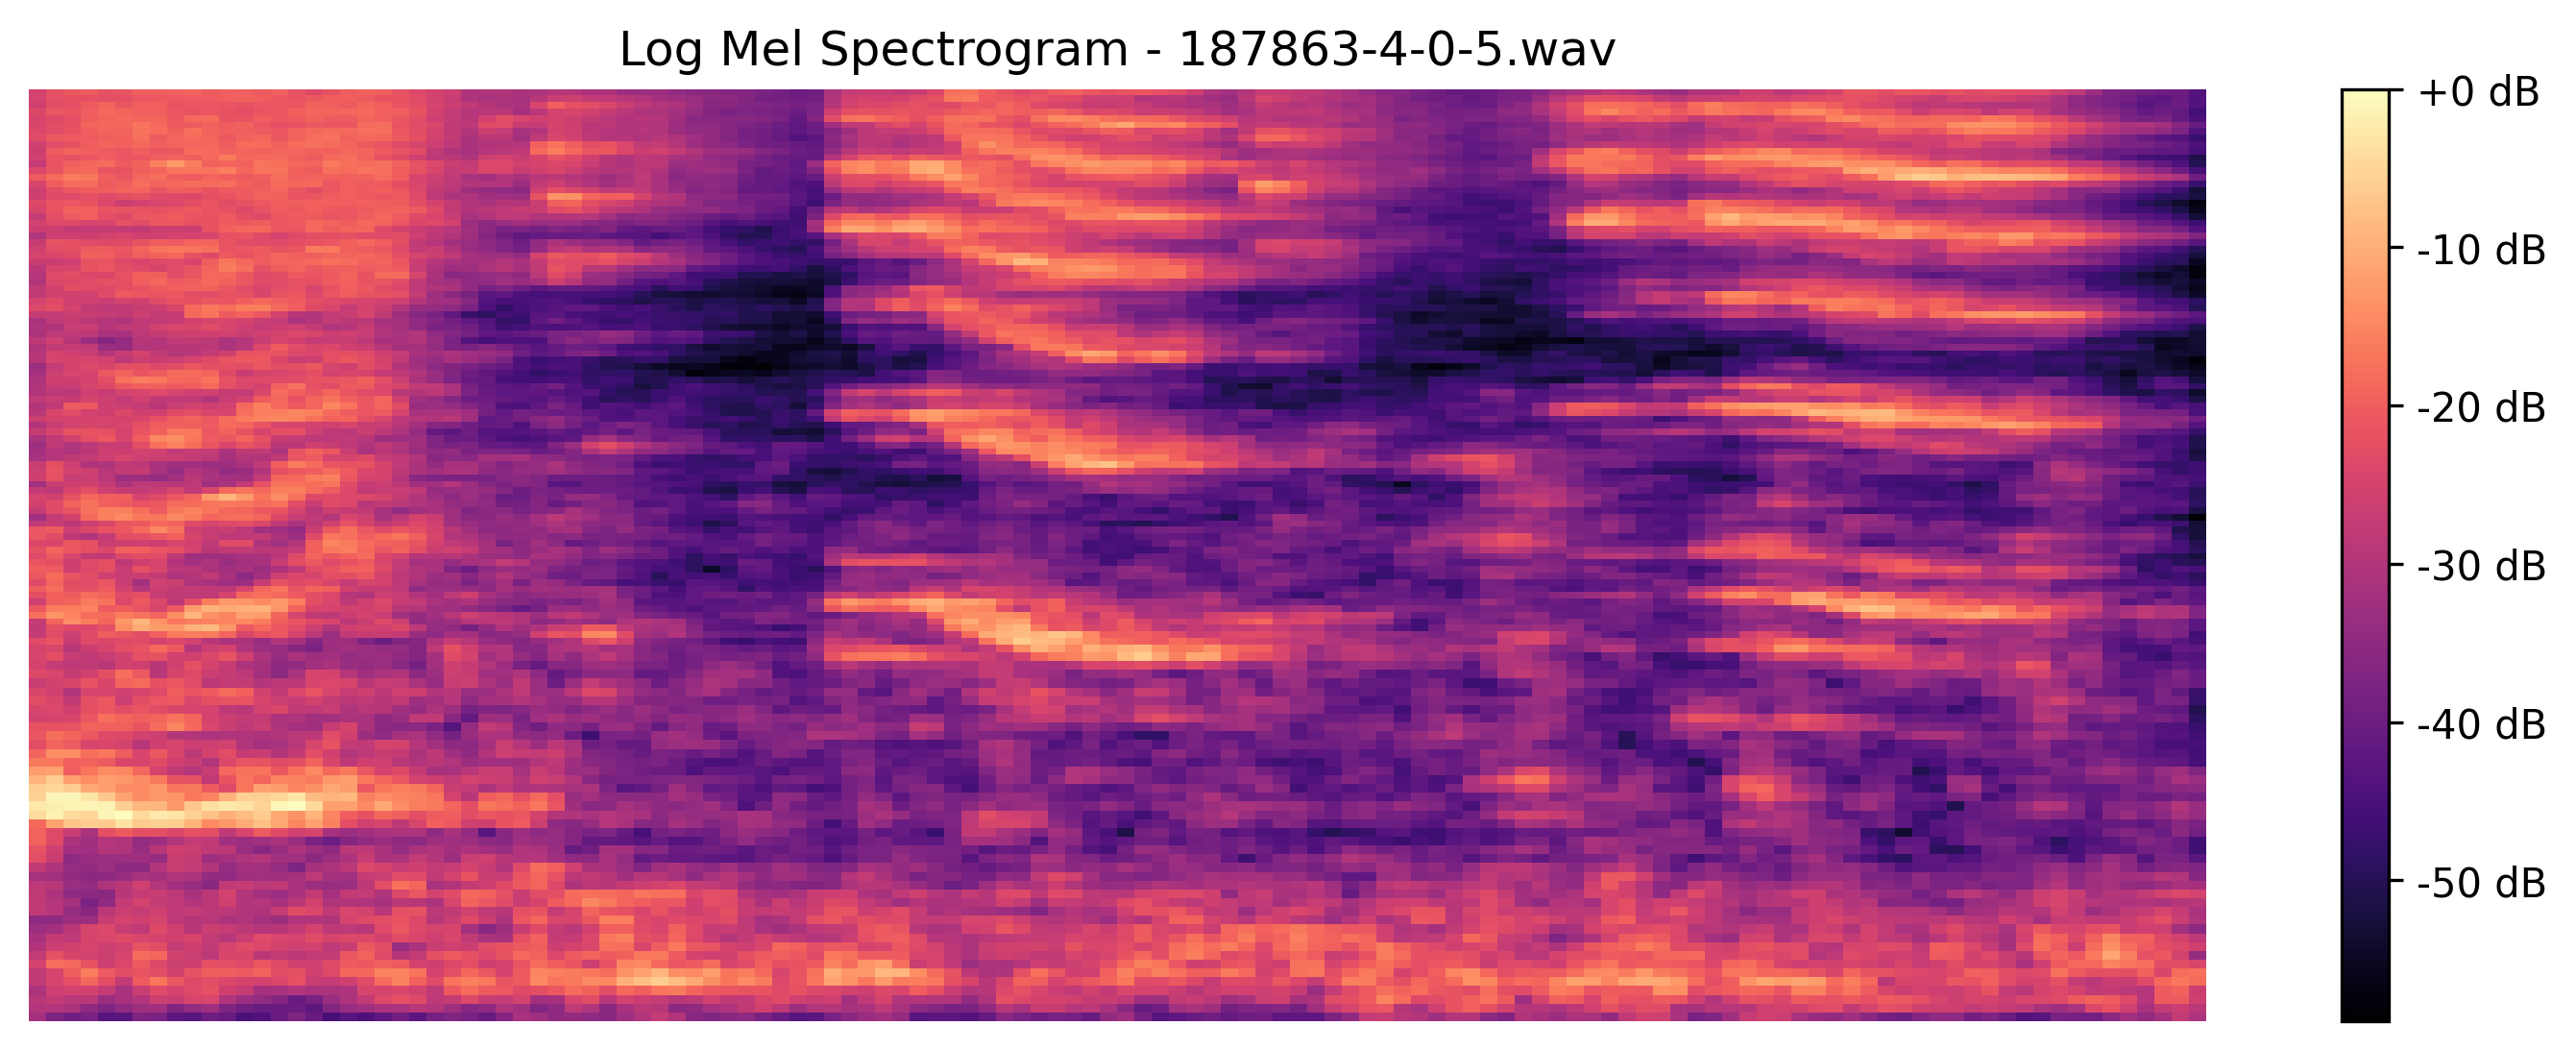 Log Mel Spectrogram - 187863-4-0-5.wav
+0 dB
-10 dB
-20 dB
-30 dB
-40 dB
-50 dB